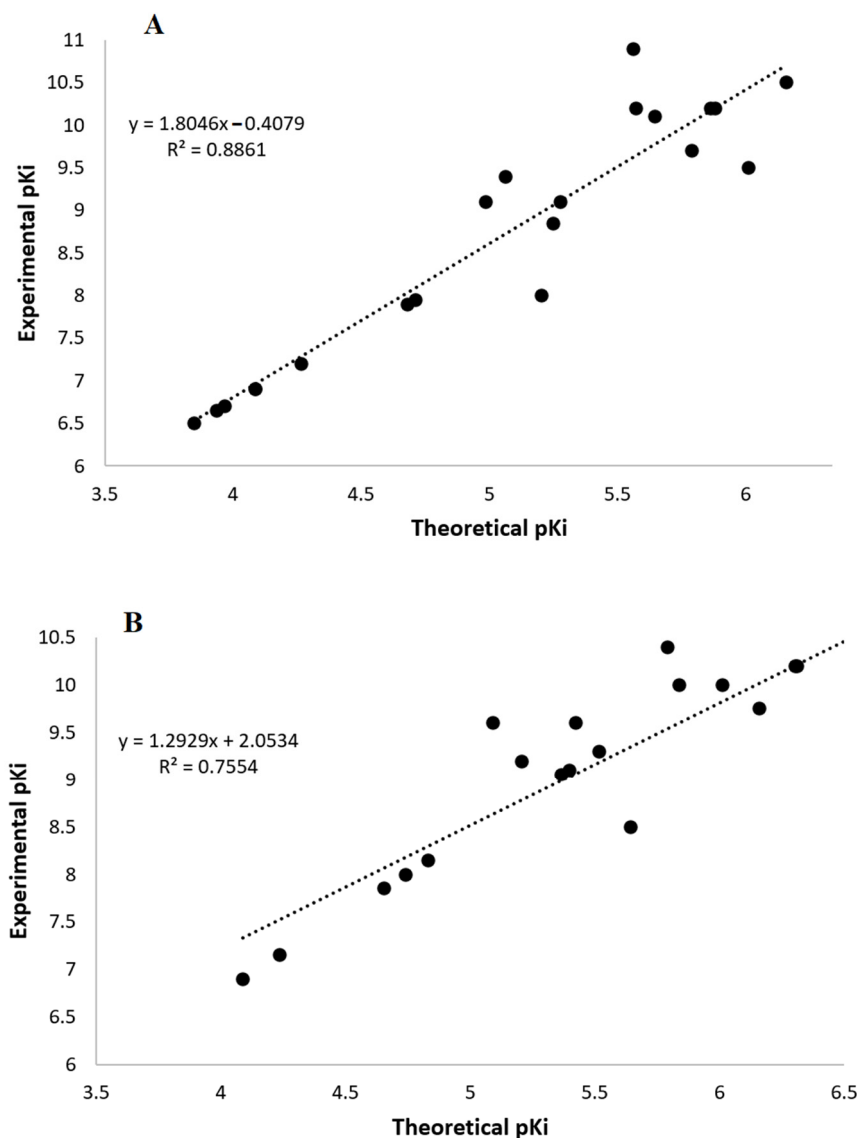 A
11
10.5
10
9.5
9
8.5
8
7.5
7
6.5
6
y = 1.8046x – 0.4079
R² = 0.8861
Experimental pKi
3.5 4 4.5 5 5.5 6
Theoretical pKi
B
10.5
10
9.5
9
8.5
8
7.5
7
6.5
6
y = 1.2929x + 2.0534
R² = 0.7554
Experimental pKi
3.5 4 4.5 5 5.5 6 6.5
Theoretical pKi